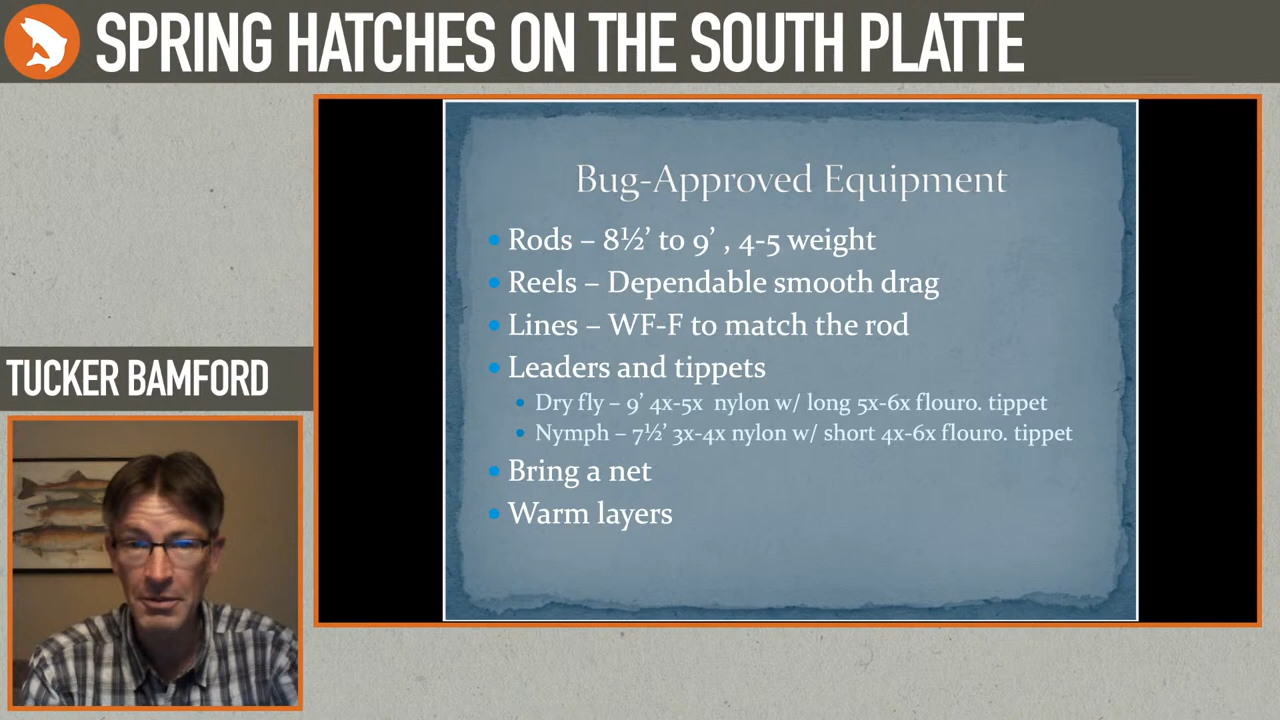 SPRING HATCHES ON THE SOUTH PLATTE
Bug-Approved Equipment
• Rods – 8½’ to 9’ , 4-5 weight
• Reels – Dependable smooth drag
• Lines – WF-F to match the rod
• Leaders and tippets
• Dry fly – 9’ 4x-5x nylon w/ long 5x-6x flouro. tippet
• Nymph – 7½’ 3x-4x nylon w/ short 4x-6x flouro. tippet
• Bring a net
• Warm layers
TUCKER BAMFORD